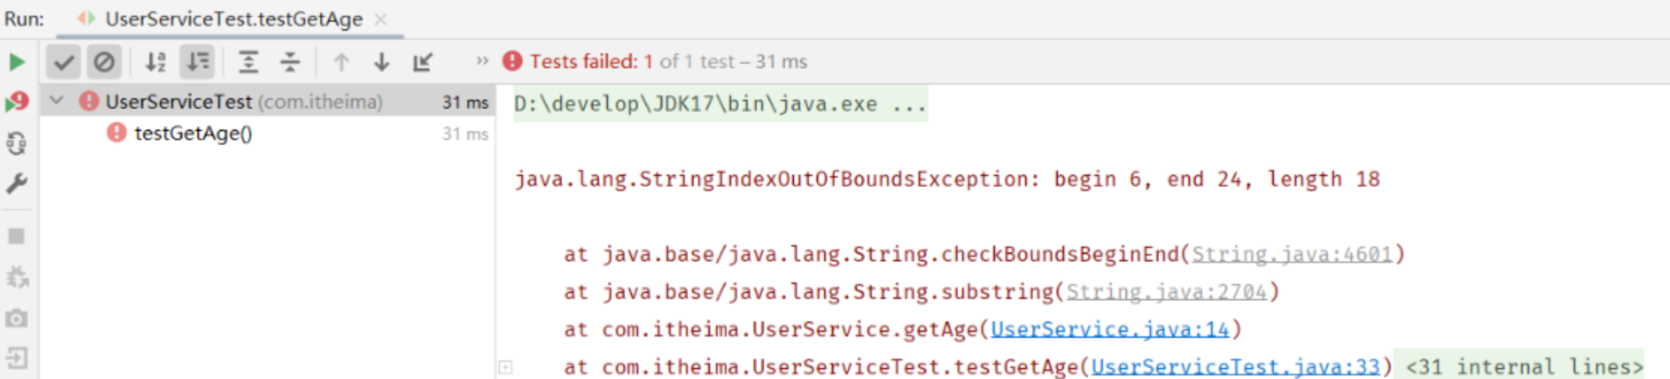 Run: UserServiceTest.testGetAge ×
» Tests failed: 1 of 1 test – 31 ms
UserServiceTest (com.itheima) 31 ms
testGetAge() 31 ms
D:\develop\JDK17\bin\java.exe ...
java.lang.StringIndexOutOfBoundsException: begin 6, end 24, length 18
at java.base/java.lang.String.checkBoundsBeginEnd(String.java:4601)
at java.base/java.lang.String.substring(String.java:2704)
at com.itheima.UserService.getAge(UserService.java:14)
at com.itheima.UserServiceTest.testGetAge(UserServiceTest.java:33) <31 internal lines>